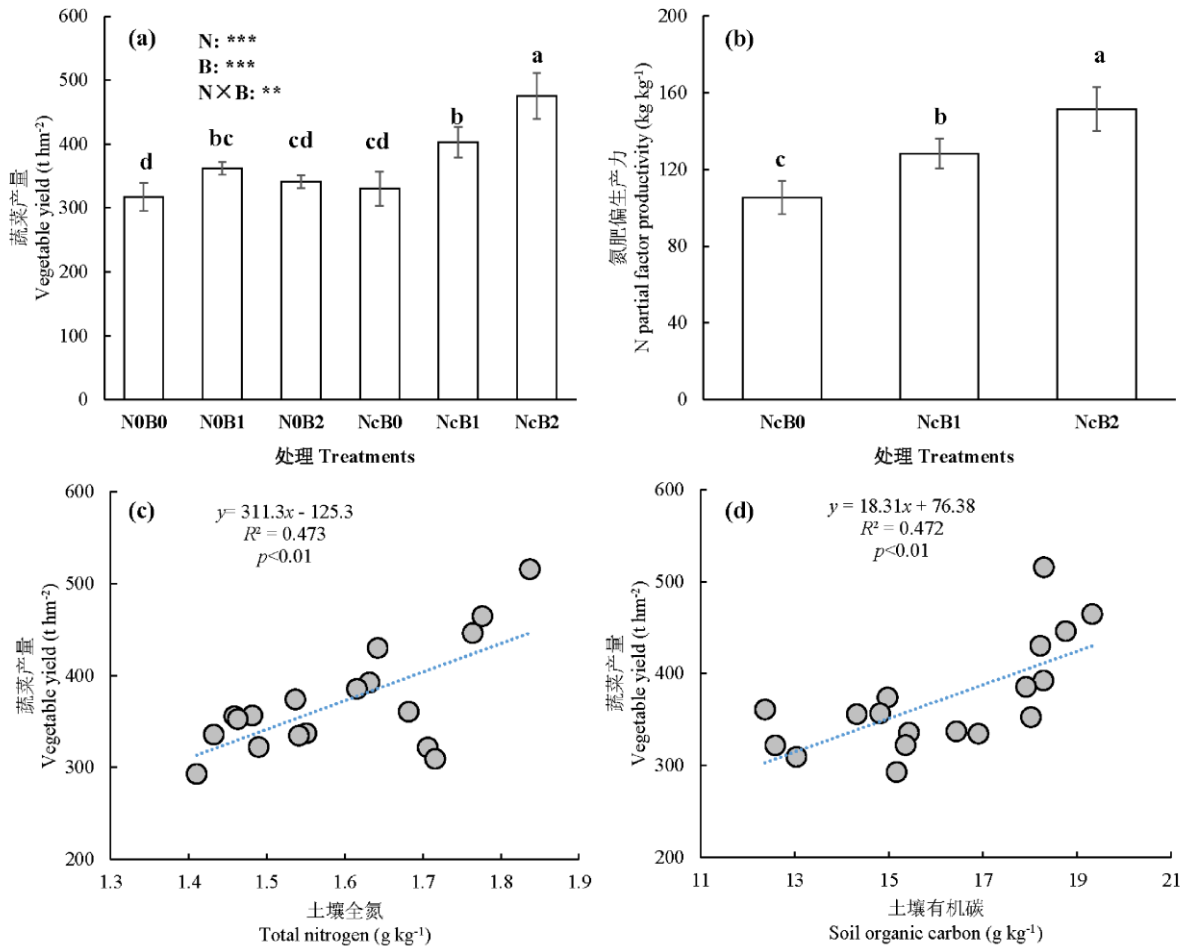 (a)
N: ***
B: ***
N×B: **
600
500
400
300
200
100
0
d
bc
cd
cd
b
a
蔬菜产量
Vegetable yield (t hm⁻²)
N0B0 N0B1 N0B2 NcB0 NcB1 NcB2
处理 Treatments
(b)
200
160
120
80
40
0
c
b
a
氮肥偏生产力
N partial factor productivity (kg kg⁻¹)
NcB0 NcB1 NcB2
处理 Treatments
(c)
y= 311.3x - 125.3
R² = 0.473
p<0.01
600
500
400
300
200
蔬菜产量
Vegetable yield (t hm⁻²)
1.3 1.4 1.5 1.6 1.7 1.8 1.9
土壤全氮
Total nitrogen (g kg⁻¹)
(d)
y = 18.31x + 76.38
R² = 0.472
p<0.01
600
500
400
300
200
蔬菜产量
Vegetable yield (t hm⁻²)
11 13 15 17 19 21
土壤有机碳
Soil organic carbon (g kg⁻¹)